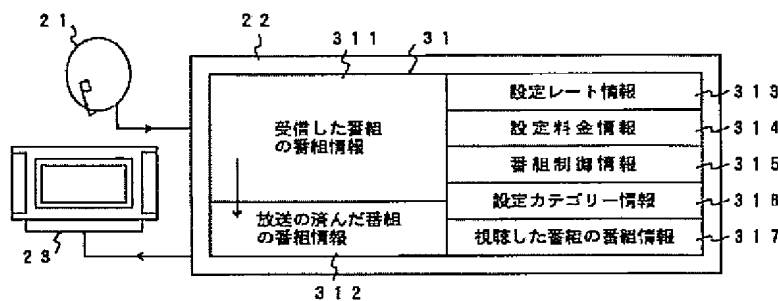 21
22
311
31
受信した番組
の番組情報
放送の済んだ番組
の番組情報
設定レート情報
313
設定料金情報
314
番組制御情報
315
設定カテゴリー情報
316
視聴した番組の番組情報
317
23
312